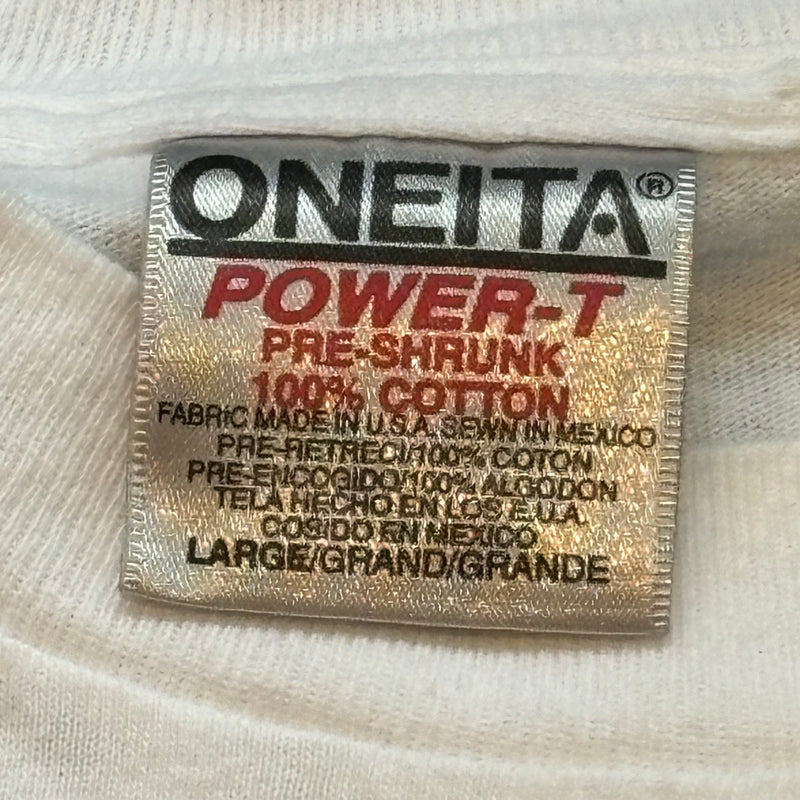 ONEITA®
POWER-T
PRE-SHRUNK
100% COTTON
FABRIC MADE IN U.S.A. SEWN IN MEXICO
PRE-RETRECI/100% COTON
PRE-ENCOGIDO/100% ALGODON
TELA HECHO EN LOS E.U.A.
COSIDO EN MEXICO
LARGE/GRAND/GRANDE